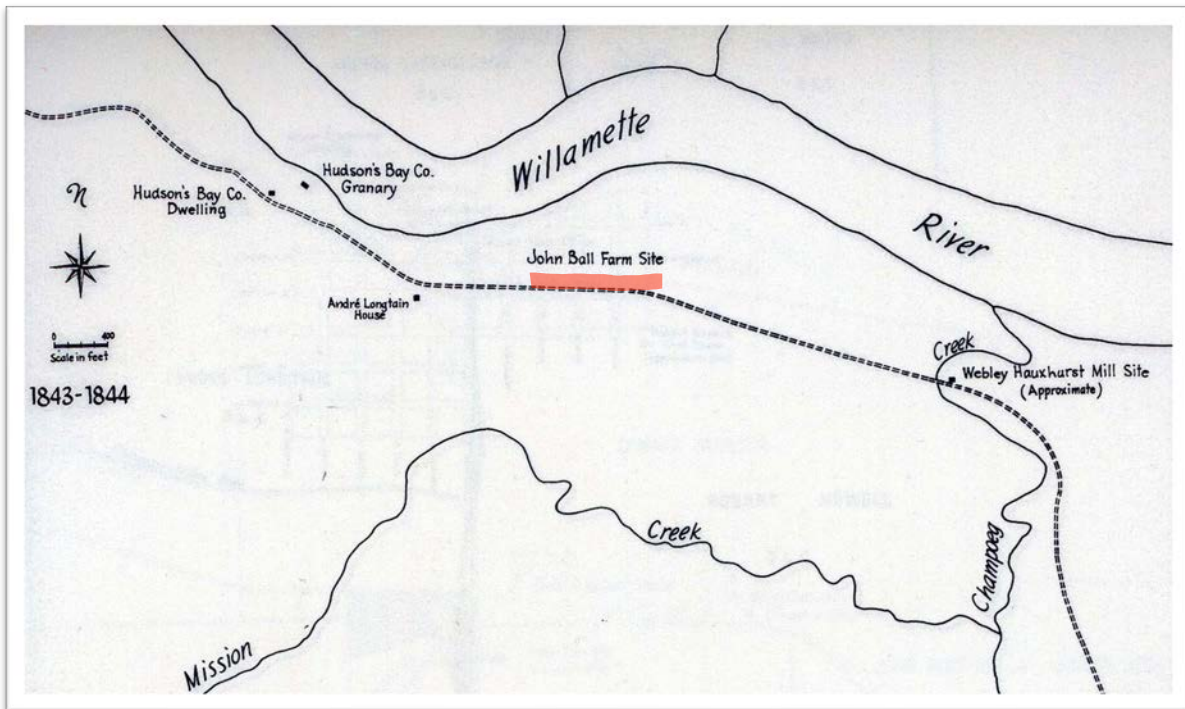 Willamette
River
Hudson's Bay Co.
Granary
Hudson's Bay Co.
Dwelling
N
John Ball Farm Site
André Longtain
House
0 400
Scale in feet
1843-1844
Creek
Webley Hauxhurst Mill Site
(Approximate)
Creek
Champoeg
Mission